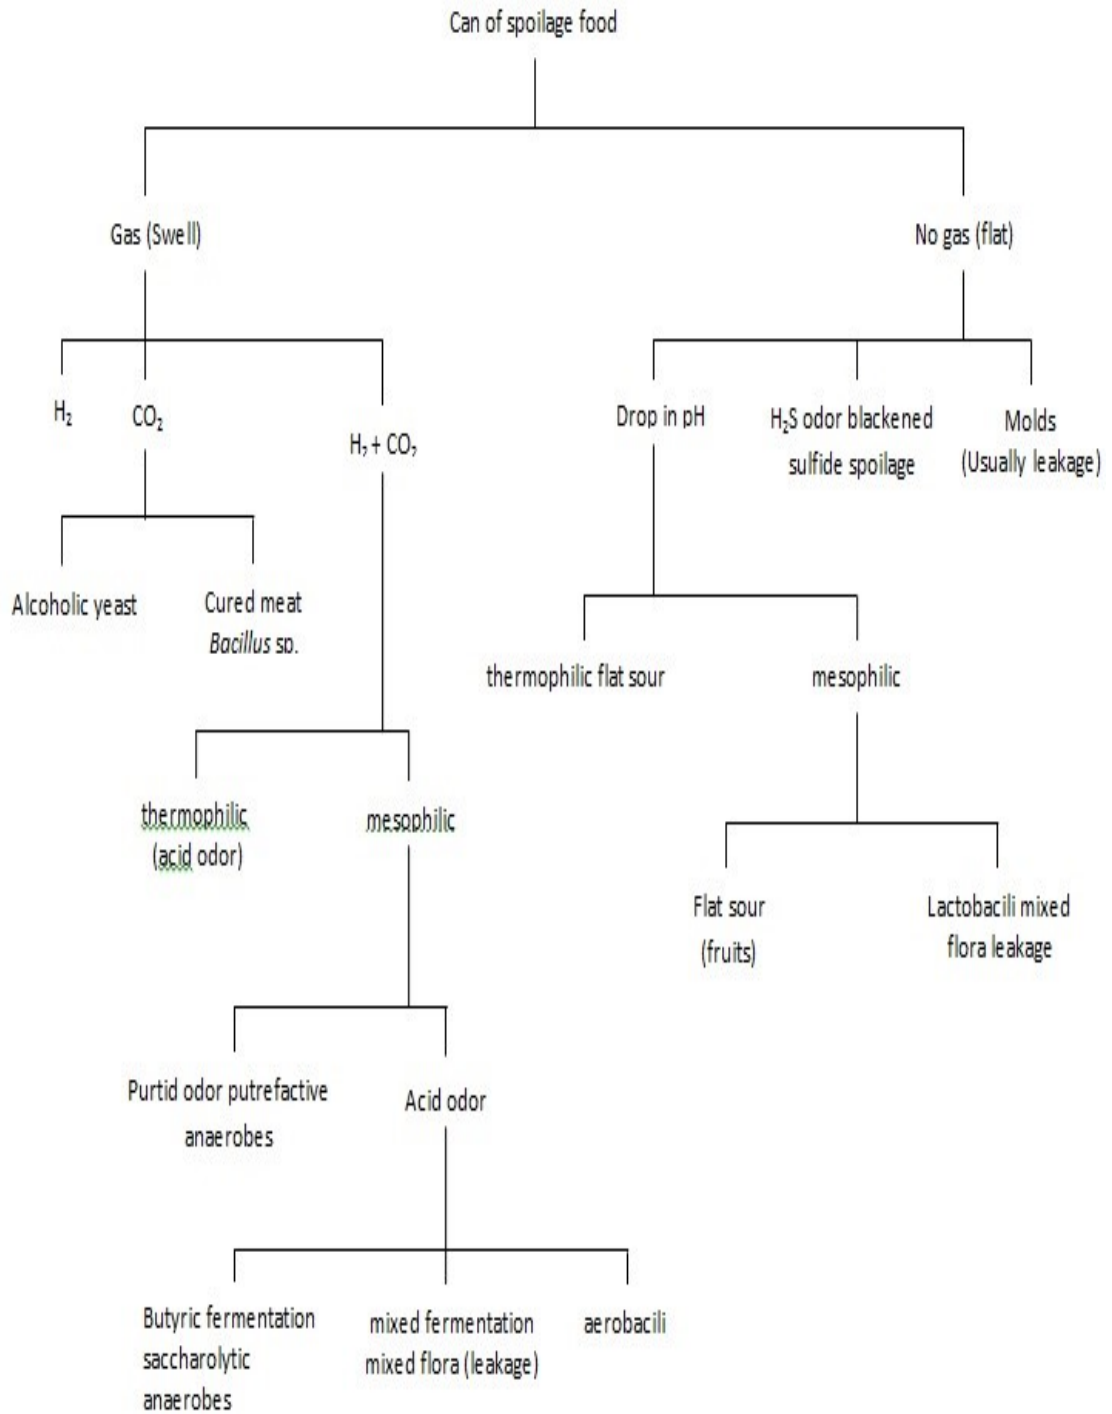 Can of spoilage food
Gas (Swell)
No gas (flat)
H₂
CO₂
H₂ + CO₂
Drop in pH
H₂S odor blackened
sulfide spoilage
Molds
(Usually leakage)
Alcoholic yeast
Cured meat
Bacillus sp.
thermophilic flat sour
mesophilic
thermophilic
(acid odor)
mesophilic
Flat sour
(fruits)
Lactobacili mixed
flora leakage
Purtid odor putrefactive
anaerobes
Acid odor
Butyric fermentation
saccharolytic
anaerobes
mixed fermentation
mixed flora (leakage)
aerobacili